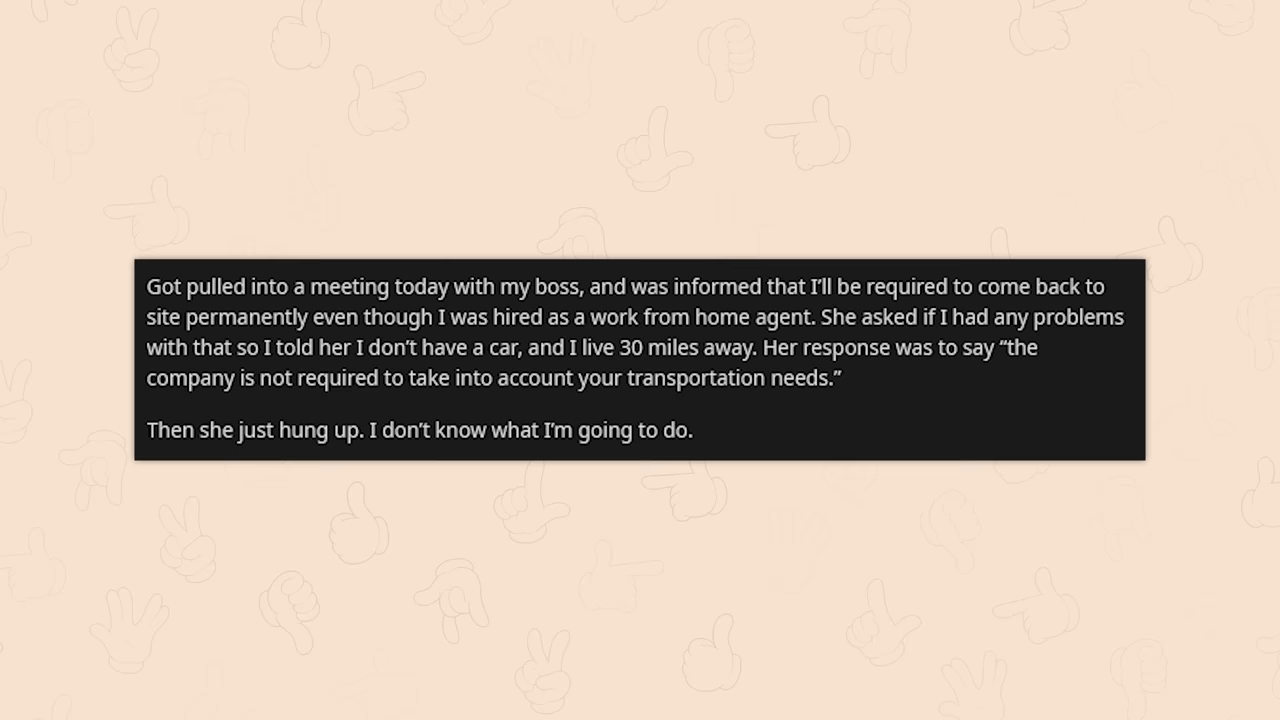 Got pulled into a meeting today with my boss, and was informed that I’ll be required to come back to
site permanently even though I was hired as a work from home agent. She asked if I had any problems
with that so I told her I don’t have a car, and I live 30 miles away. Her response was to say “the
company is not required to take into account your transportation needs.”
Then she just hung up. I don’t know what I’m going to do.